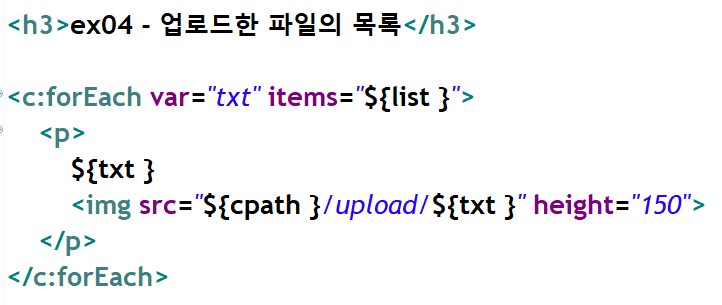 <h3>ex04 - 업로드한 파일의 목록</h3>
<c:forEach var="txt" items="${list }">
<p>
${txt }
<img src="${cpath }/upload/${txt }" height="150">
</p>
</c:forEach>